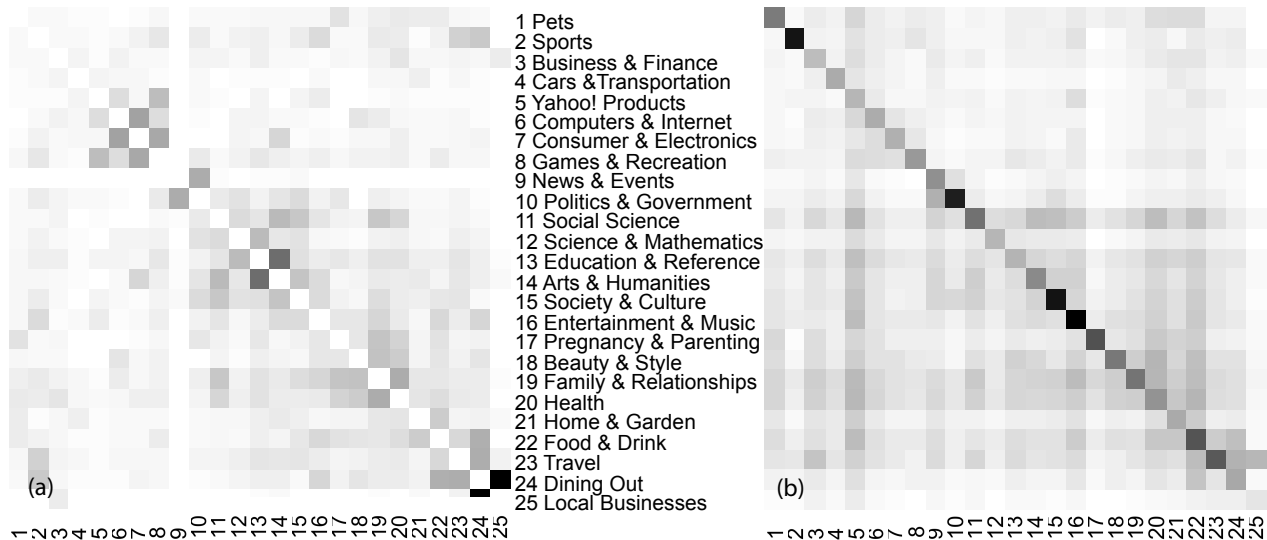 1 Pets
2 Sports
3 Business & Finance
4 Cars &Transportation
5 Yahoo! Products
6 Computers & Internet
7 Consumer & Electronics
8 Games & Recreation
9 News & Events
10 Politics & Government
11 Social Science
12 Science & Mathematics
13 Education & Reference
14 Arts & Humanities
15 Society & Culture
16 Entertainment & Music
17 Pregnancy & Parenting
18 Beauty & Style
19 Family & Relationships
20 Health
21 Home & Garden
22 Food & Drink
23 Travel
24 Dining Out
25 Local Businesses
(a)
(b)
1 2 3 4 5 6 7 8 9 10 11 12 13 14 15 16 17 18 19 20 21 22 23 24 25
1 2 3 4 5 6 7 8 9 10 11 12 13 14 15 16 17 18 19 20 21 22 23 24 25